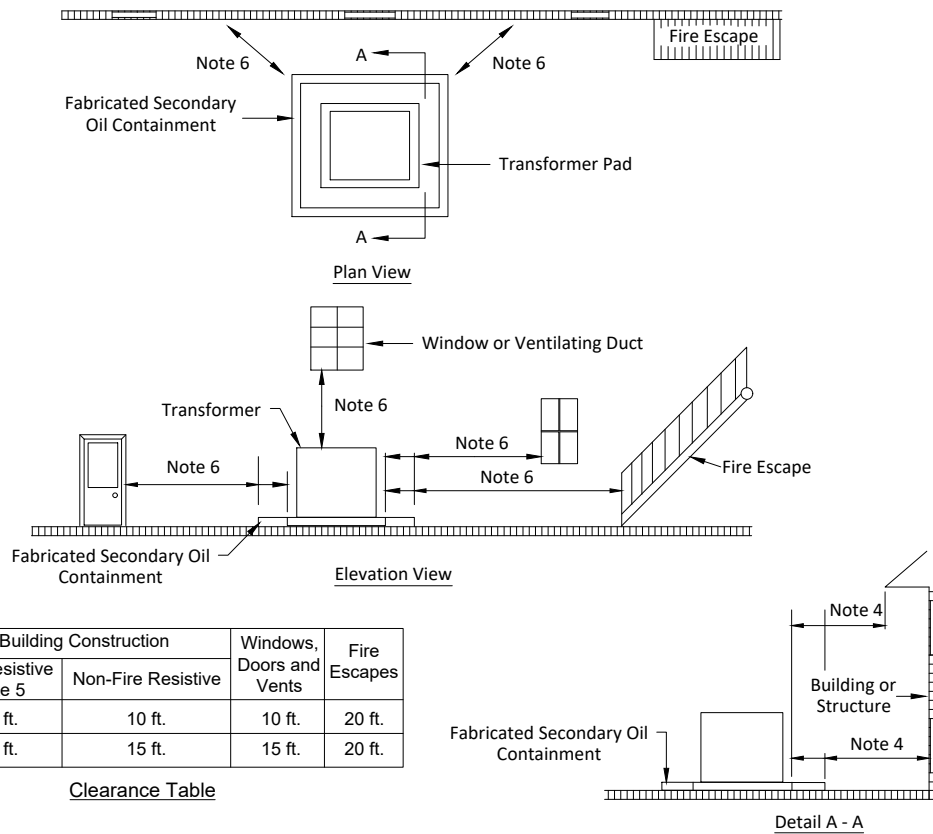 Fire Escape
A
Note 6
Note 6
Fabricated Secondary
Oil Containment
Transformer Pad
A
Plan View
Window or Ventilating Duct
Note 6
Transformer
Note 6
Note 6
Note 6
Fire Escape
Fabricated Secondary Oil
Containment
Elevation View
Building Construction
Windows,
Doors and
Vents
Fire
Escapes
Non-Fire Resistive
ft. 10 ft. 10 ft. 20 ft.
ft. 15 ft. 15 ft. 20 ft.
Clearance Table
Note 4
Building or
Structure
Fabricated Secondary Oil
Containment
Note 4
Detail A - A